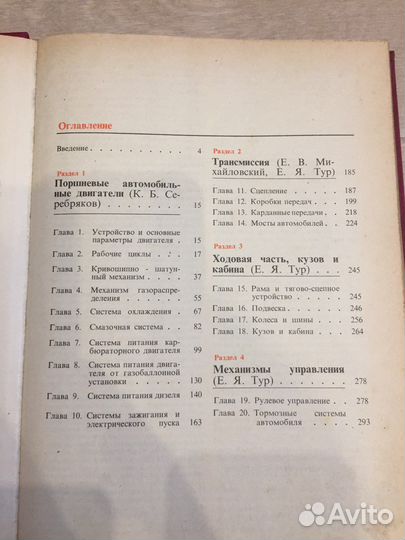 Оглавление
Введение . . . . . . . . . . 4
Раздел 1
Поршневые автомобиль-
ные двигатели (К. Б. Се-
ребряков) . . . . . . . . 15
Глава 1. Устройство и основные
параметры двигателя . . 15
Глава 2. Рабочие циклы . . . 17
Глава 3. Кривошипно-шатун-
ный механизм . . . . 37
Глава 4. Механизм газораспре-
деления . . . . . . 55
Глава 5. Система охлаждения . 67
Глава 6. Смазочная система . . 82
Глава 7. Система питания кар-
бюраторного двигателя 99
Глава 8. Система питания двига-
теля от газобаллонной
установки . . . . . 130
Глава 9. Система питания дизеля 140
Глава 10. Системы зажигания и
электрического пуска 163
Раздел 2
Трансмиссия (Е. В. Ми-
хайловский, Е. Я. Тур) . 185
Глава 11. Сцепление . . . . . 187
Глава 12. Коробки передач . . 199
Глава 13. Карданные передачи . 218
Глава 14. Мосты автомобилей . . 224
Раздел 3
Ходовая часть, кузов и
кабина (Е. Я. Тур) . . . 245
Глава 15. Рама и тягово-сцепное
устройство . . . . . 245
Глава 16. Подвеска . . . . . 246
Глава 17. Колеса и шины . . . 256
Глава 18. Кузов и кабина . . . 264
Раздел 4
Механизмы управления
(Е. Я. Тур) . . . . . . . 278
Глава 19. Рулевое управление . . 278
Глава 20. Тормозные системы
автомобиля . . . . . 293
Avito